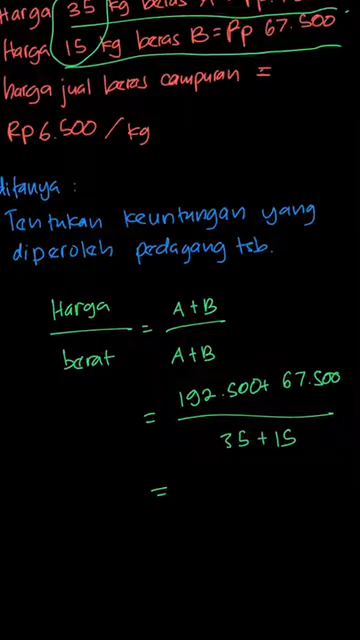 Harga 35 kg beras A = Rp
Harga 15 kg beras B = Rp 67.500
harga jual beras campuran =
Rp 6.500 / kg
ditanya :
Tentukan keuntungan yang
diperoleh pedagang tsb.
Harga / berat = A + B / A + B
= 192.500 + 67.500 / 35 + 15
=